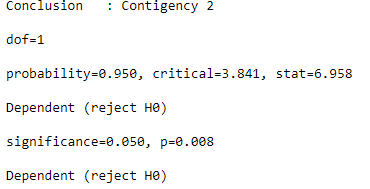 Conclusion   : Contigency 2
dof=1
probability=0.950, critical=3.841, stat=6.958
Dependent (reject H0)
significance=0.050, p=0.008
Dependent (reject H0)